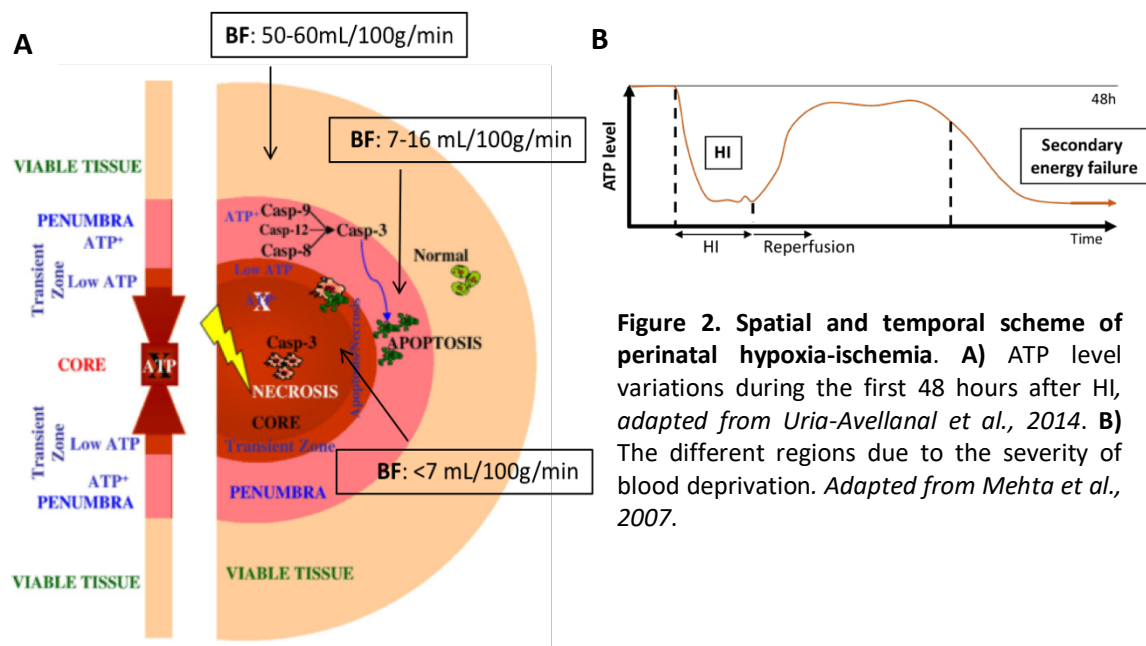 A
BF: 50-60mL/100g/min
BF: 7-16 mL/100g/min
VIABLE TISSUE
PENUMBRA
ATP⁺
Transient
Zone
Low ATP
CORE
ATP
X
Transient
Zone
Low ATP
ATP⁺
PENUMBRA
VIABLE TISSUE
ATP⁺
Casp-9
Casp-12
Casp-8
Casp-3
Low ATP
X
Normal
Casp-3
NECROSIS
APOPTOSIS
Apoptosis/Necrosis
CORE
Transient Zone
BF: <7 mL/100g/min
PENUMBRA
VIABLE TISSUE
B
ATP level
48h
HI
Secondary
energy failure
Time
HI
Reperfusion
Figure 2. Spatial and temporal scheme of
perinatal hypoxia-ischemia. A) ATP level
variations during the first 48 hours after HI,
adapted from Uria-Avellanal et al., 2014. B)
The different regions due to the severity of
blood deprivation. Adapted from Mehta et al.,
2007.